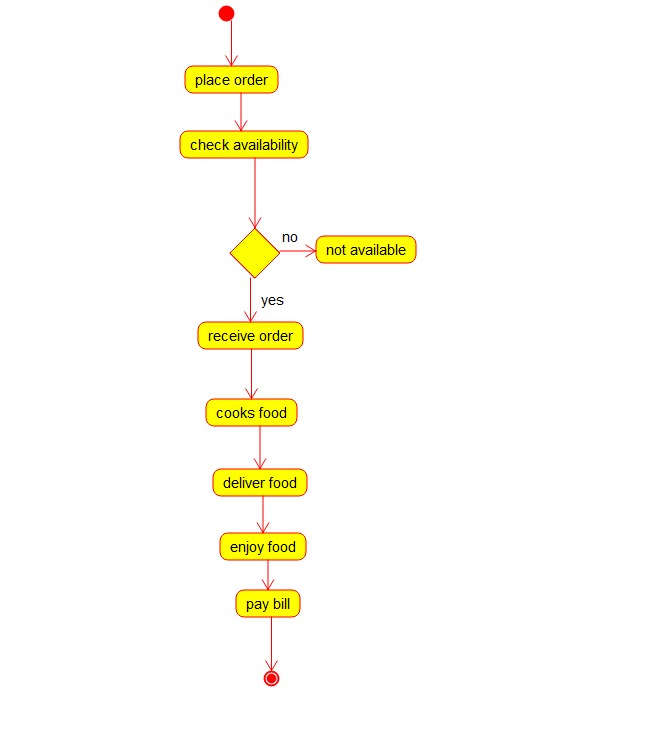 place order
check availability
no
not available
yes
receive order
cooks food
deliver food
enjoy food
pay bill